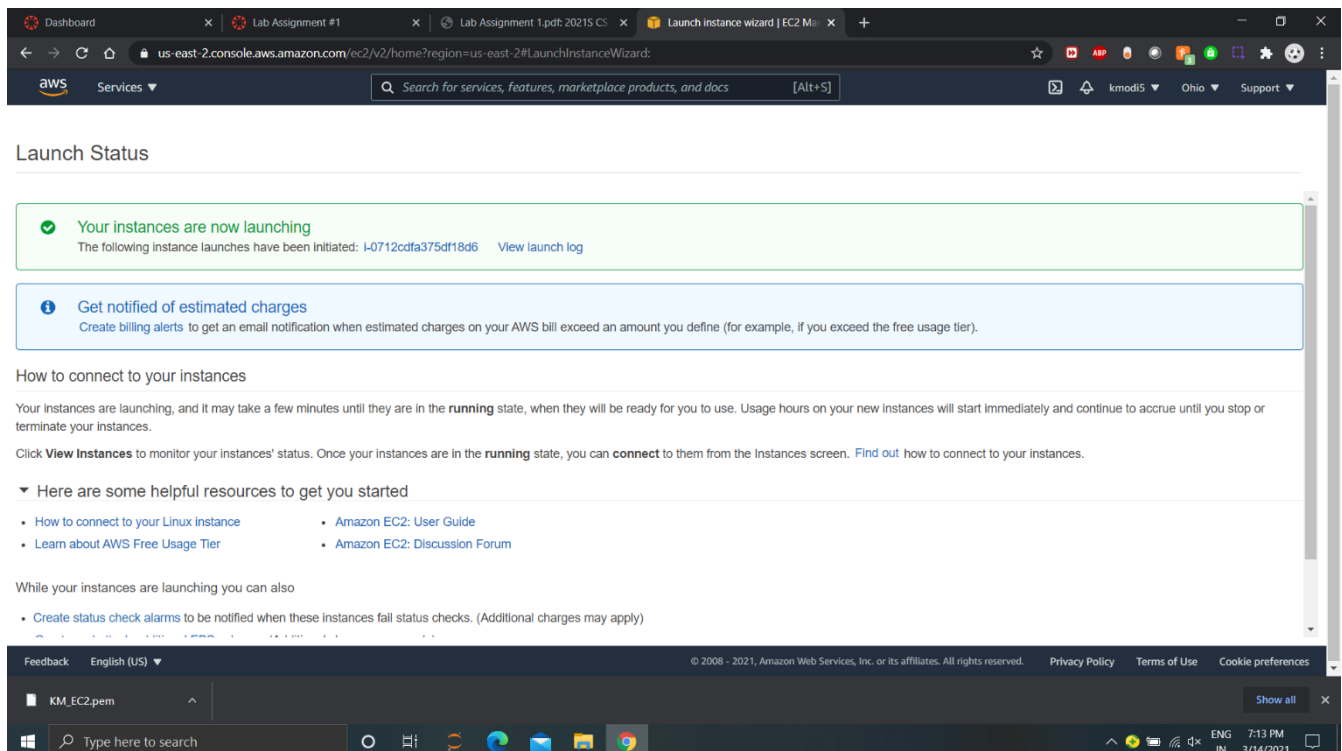 Dashboard
Lab Assignment #1
Lab Assignment 1.pdf: 2021S CS
Launch instance wizard | EC2 Ma
us-east-2.console.aws.amazon.com/ec2/v2/home?region=us-east-2#LaunchInstanceWizard:
ABP
3
aws
Services
Search for services, features, marketplace products, and docs [Alt+S]
kmodi5
Ohio
Support
Launch Status
Your instances are now launching
The following instance launches have been initiated: i-0712cdfa375df18d6 View launch log
Get notified of estimated charges
Create billing alerts to get an email notification when estimated charges on your AWS bill exceed an amount you define (for example, if you exceed the free usage tier).
How to connect to your instances
Your instances are launching, and it may take a few minutes until they are in the running state, when they will be ready for you to use. Usage hours on your new instances will start immediately and continue to accrue until you stop or
terminate your instances.
Click View Instances to monitor your instances' status. Once your instances are in the running state, you can connect to them from the Instances screen. Find out how to connect to your instances.
Here are some helpful resources to get you started
• How to connect to your Linux instance
• Amazon EC2: User Guide
• Learn about AWS Free Usage Tier
• Amazon EC2: Discussion Forum
While your instances are launching you can also
• Create status check alarms to be notified when these instances fail status checks. (Additional charges may apply)
Feedback
English (US)
© 2008 - 2021, Amazon Web Services, Inc. or its affiliates. All rights reserved.
Privacy Policy
Terms of Use
Cookie preferences
KM_EC2.pem
Show all
Type here to search
ENG
IN
7:13 PM
3/14/2021